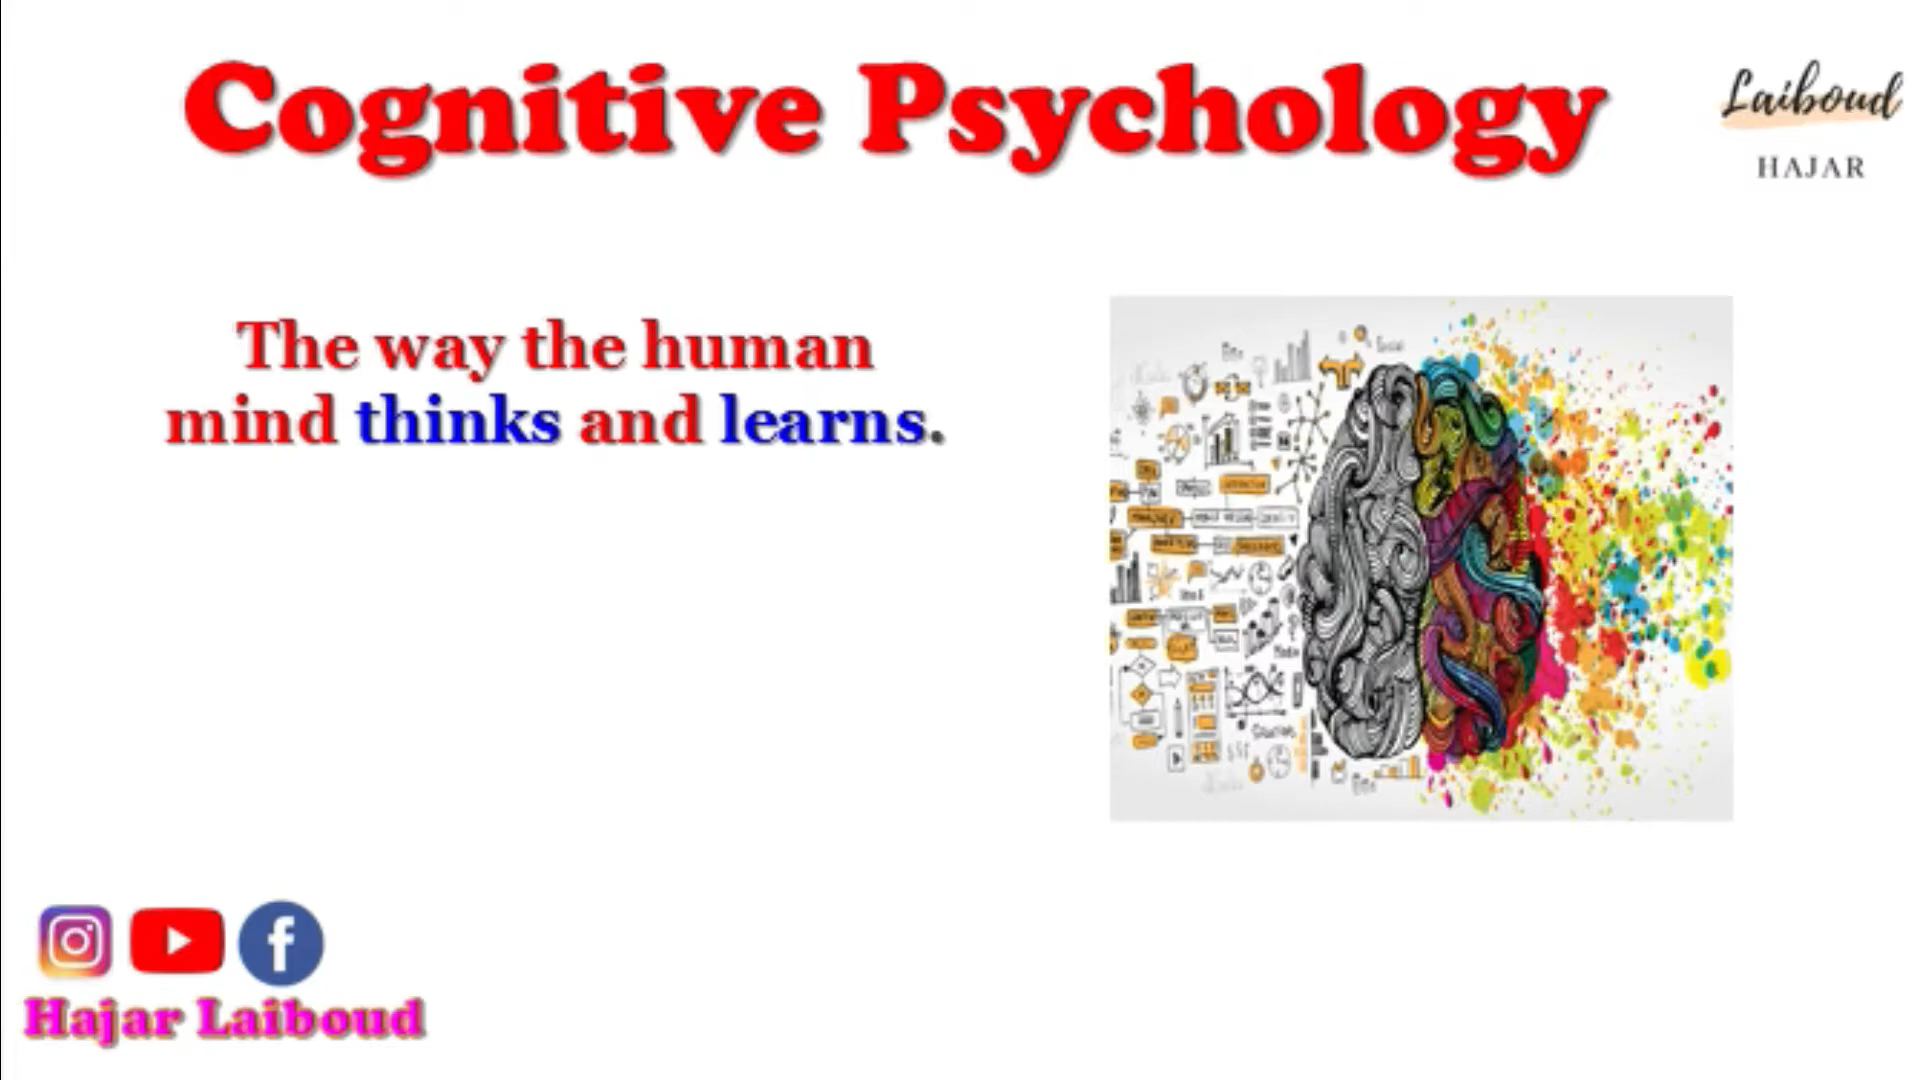 Cognitive Psychology
Laiboud
HAJAR
The way the human
mind thinks and learns.
Hajar Laiboud